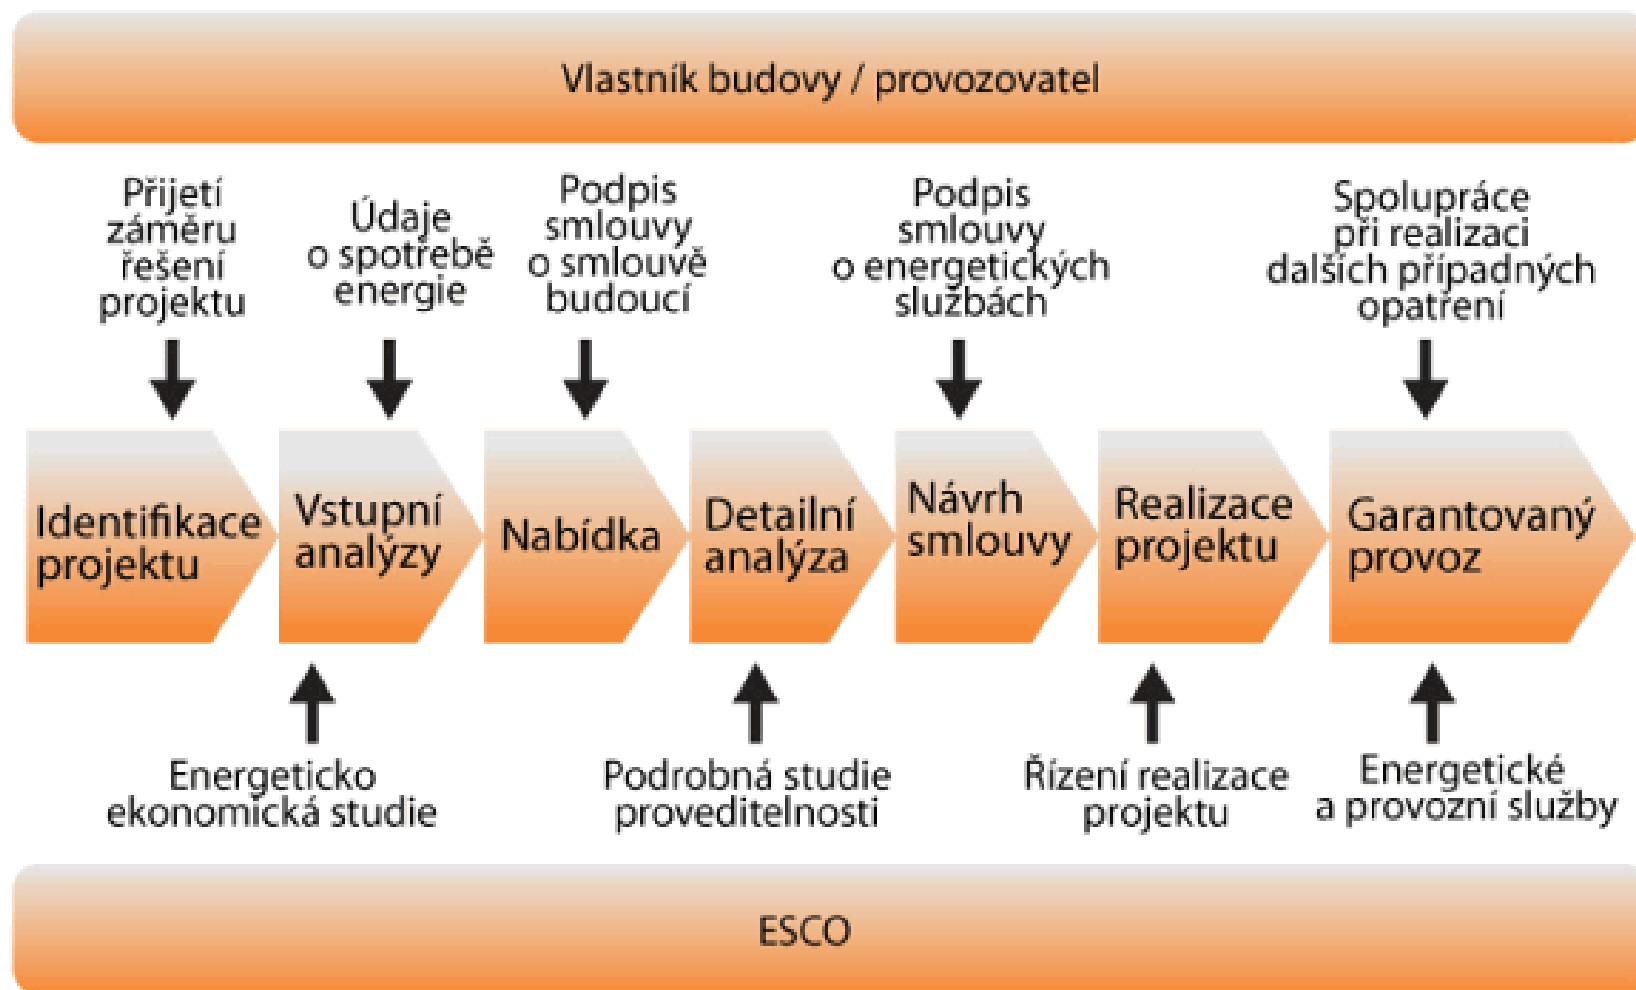 Vlastník budovy / provozovatel
Přijetí
záměru
řešení
projektu
Údaje
o spotřebě
energie
Podpis
smlouvy
o smlouvě
budoucí
Podpis
smlouvy
o energetických
službách
Spolupráce
při realizaci
dalších případných
opatření
Identifikace
projektu
Vstupní
analýzy
Nabídka
Detailní
analýza
Návrh
smlouvy
Realizace
projektu
Garantovaný
provoz
Energeticko
ekonomická studie
Podrobná studie
proveditelnosti
Řízení realizace
projektu
Energetické
a provozní služby
ESCO